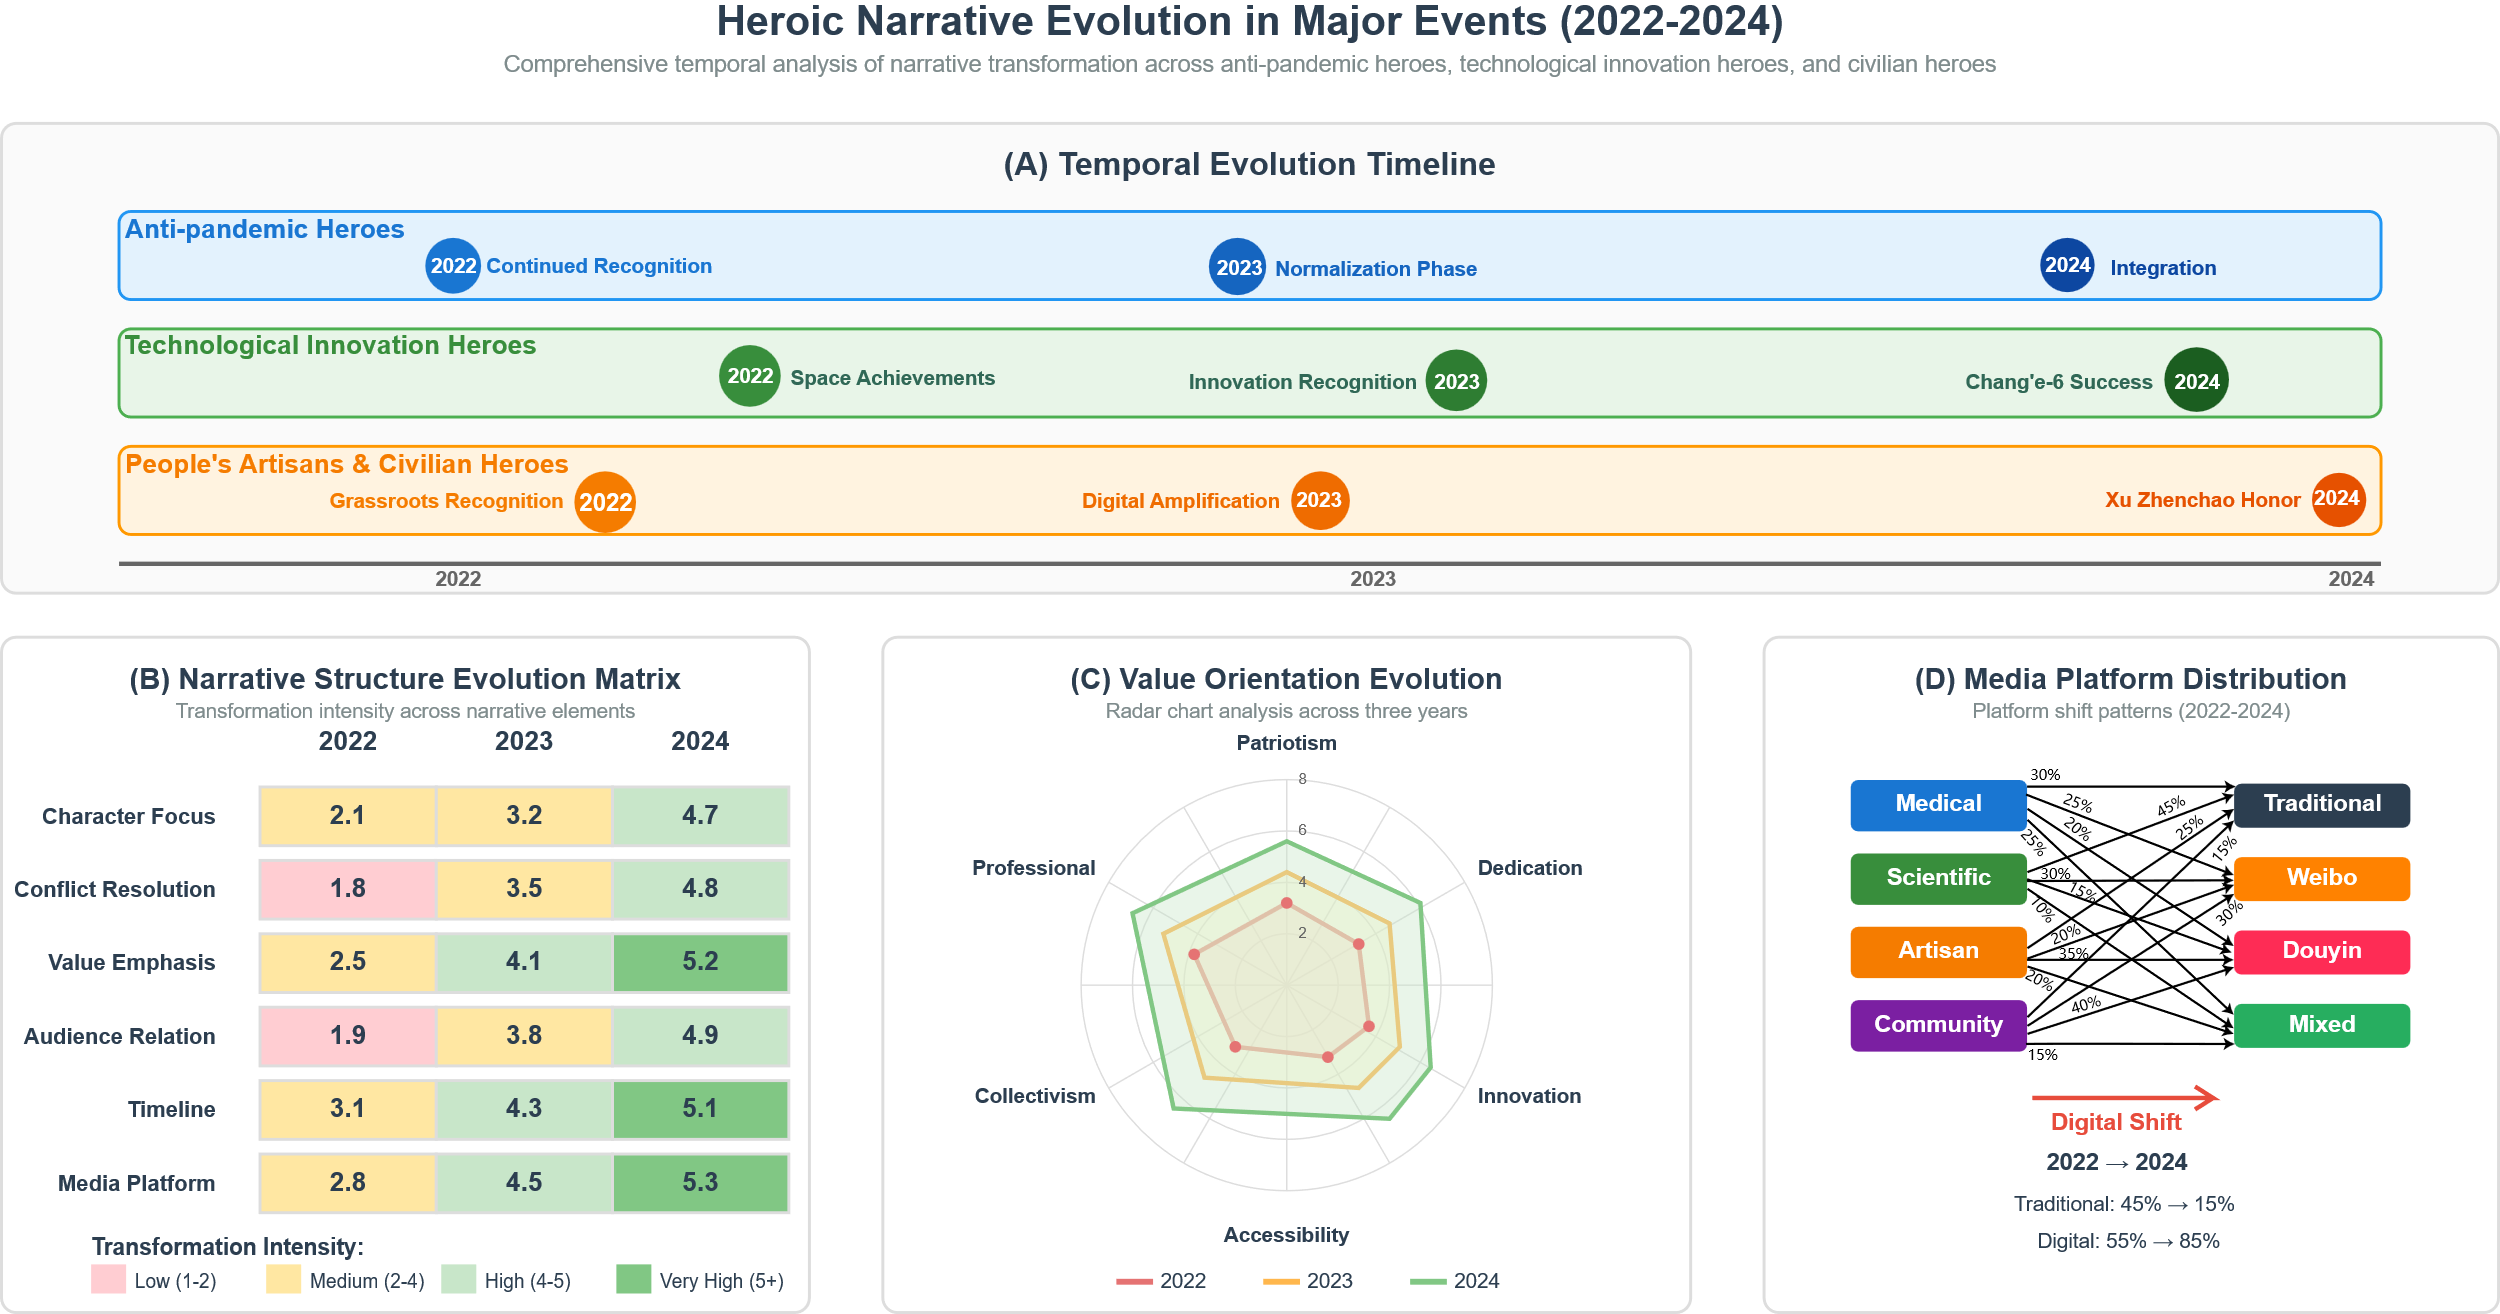 Heroic Narrative Evolution in Major Events (2022-2024)
Comprehensive temporal analysis of narrative transformation across anti-pandemic heroes, technological innovation heroes, and civilian heroes
(A) Temporal Evolution Timeline
Anti-pandemic Heroes
2022 Continued Recognition
2023 Normalization Phase
2024 Integration
Technological Innovation Heroes
2022 Space Achievements
Innovation Recognition 2023
Chang'e-6 Success 2024
People's Artisans & Civilian Heroes
Grassroots Recognition 2022
Digital Amplification 2023
Xu Zhenchao Honor 2024
2022 2023 2024
(B) Narrative Structure Evolution Matrix
Transformation intensity across narrative elements
2022 2023 2024
Character Focus 2.1 3.2 4.7
Conflict Resolution 1.8 3.5 4.8
Value Emphasis 2.5 4.1 5.2
Audience Relation 1.9 3.8 4.9
Timeline 3.1 4.3 5.1
Media Platform 2.8 4.5 5.3
Transformation Intensity:
Low (1-2) Medium (2-4) High (4-5) Very High (5+)
(C) Value Orientation Evolution
Radar chart analysis across three years
Patriotism
8
6
Professional Dedication
4
2
Collectivism Innovation
Accessibility
2022 2023 2024
(D) Media Platform Distribution
Platform shift patterns (2022-2024)
30%
Medical 25% 45% Traditional
20% 25%
25% 15%
Scientific 30% Weibo
15%
10% 30%
20%
Artisan 35% Douyin
20%
40%
Community Mixed
15%
Digital Shift
2022 → 2024
Traditional: 45% → 15%
Digital: 55% → 85%